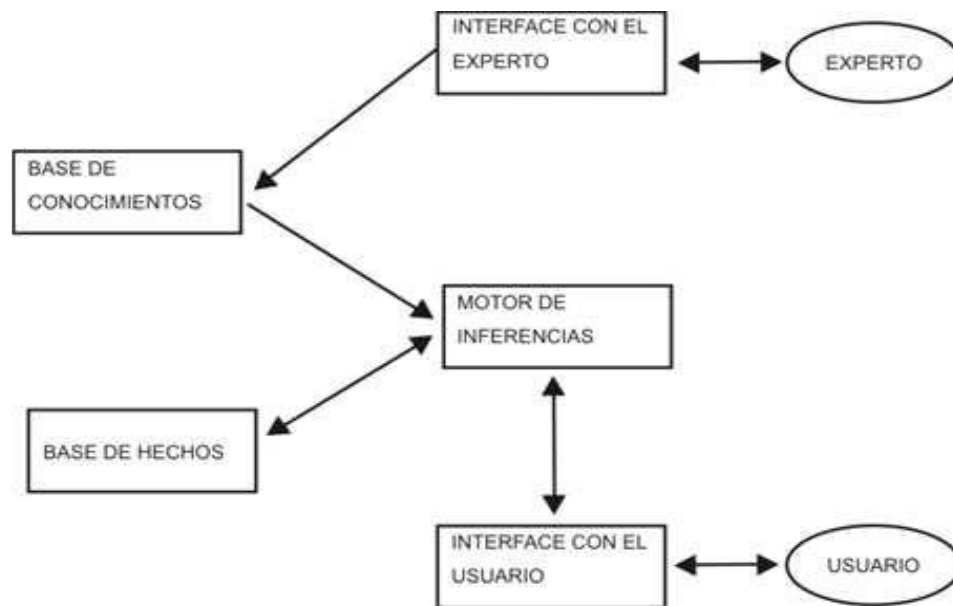 INTERFACE CON EL
EXPERTO
EXPERTO
BASE DE
CONOCIMIENTOS
MOTOR DE
INFERENCIAS
BASE DE HECHOS
INTERFACE CON EL
USUARIO
USUARIO